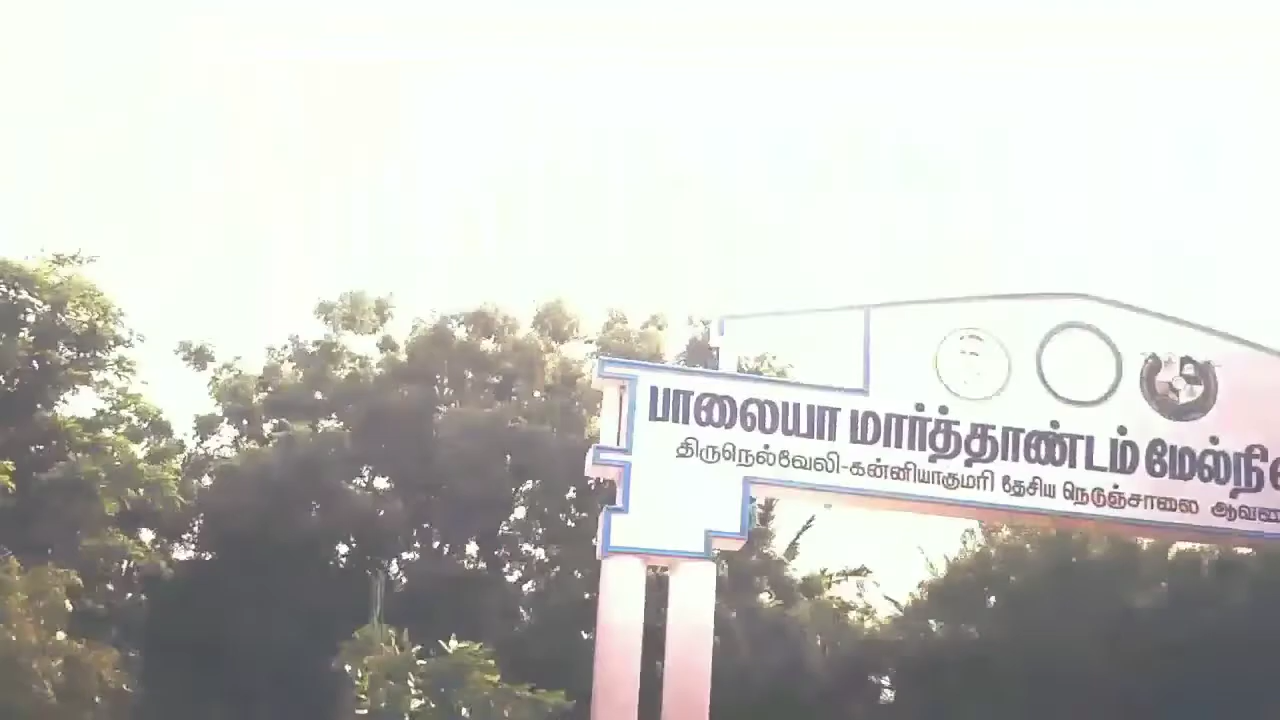 பாலையா மார்த்தாண்டம்
திருநெல்வேலி-கன்னியாகுமரி தேசிய நெடுஞ்சாலை